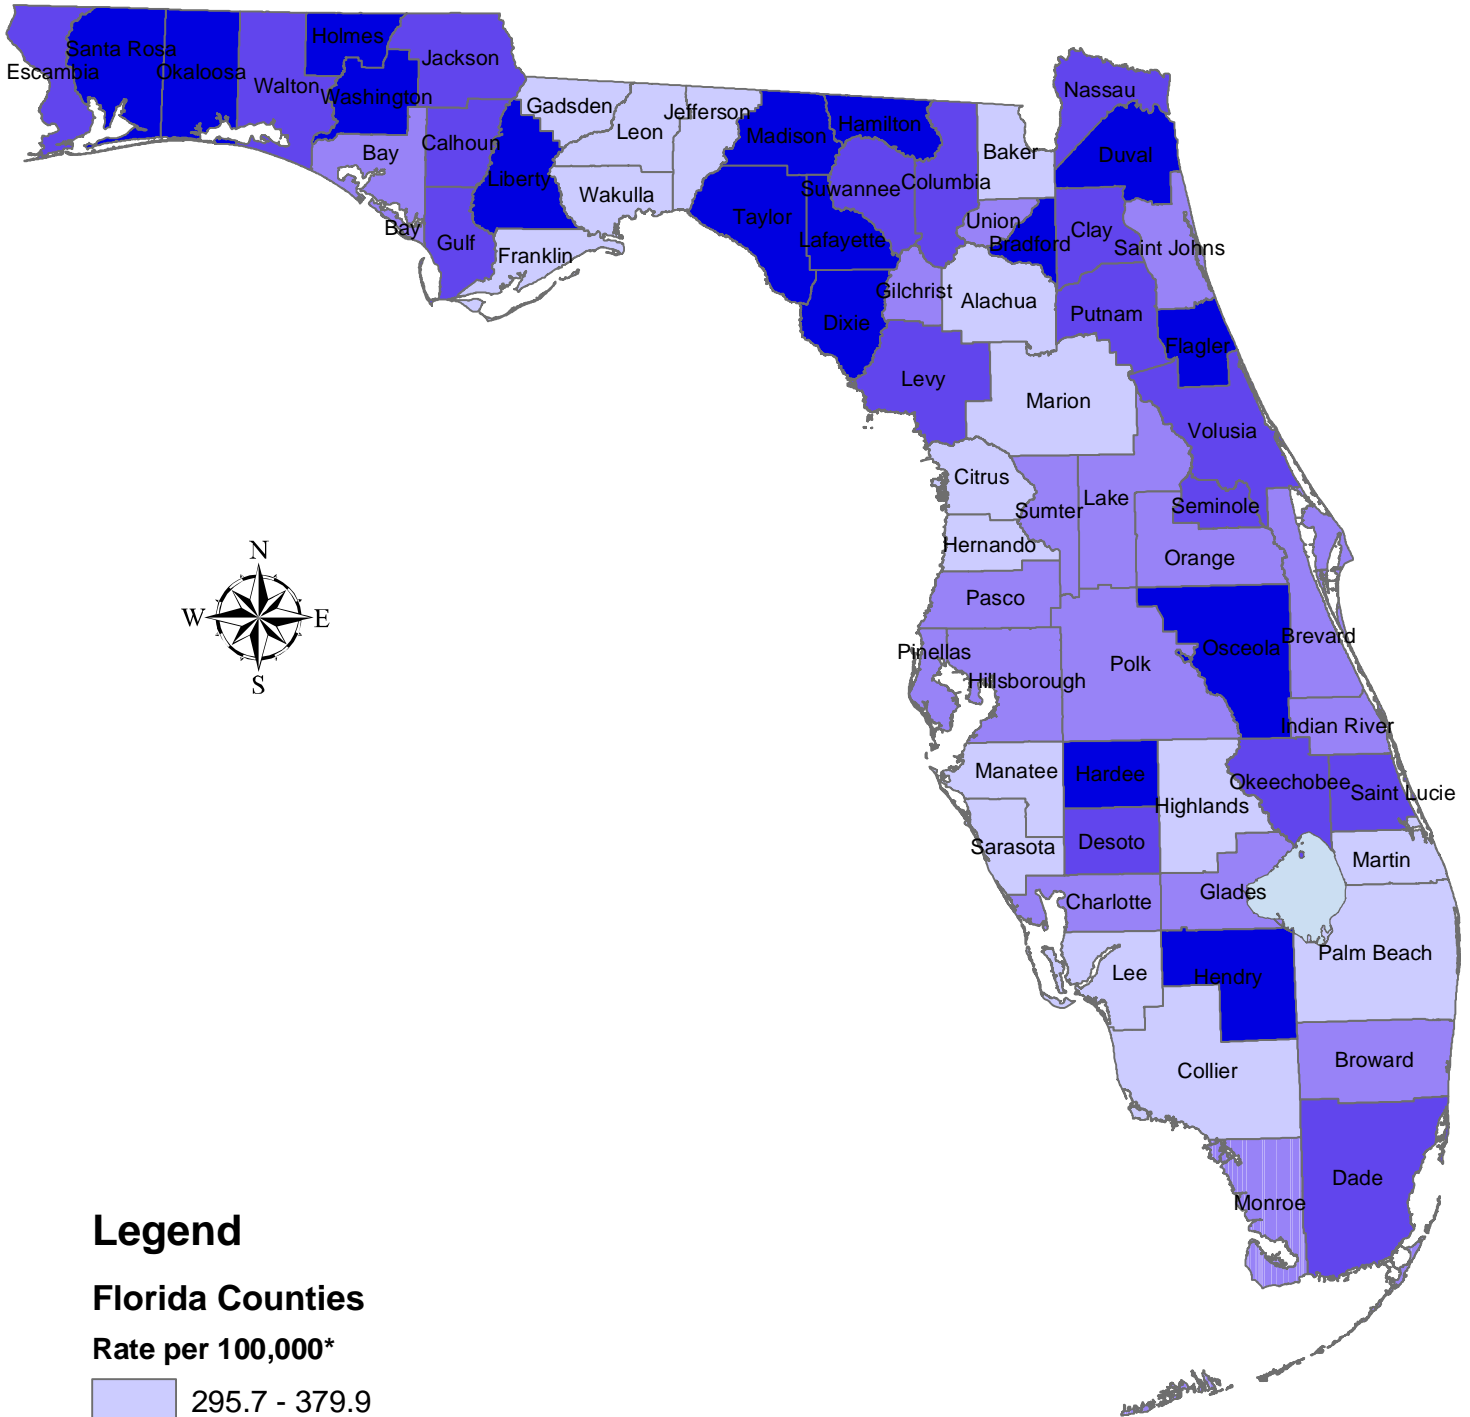 Holmes
Santa Rosa
Jackson
Escambia
Okaloosa
Walton
Washington
Nassau
Gadsden
Jefferson
Leon
Hamilton
Madison
Calhoun
Bay
Baker
Duval
Liberty
Suwannee
Columbia
Wakulla
Taylor
Union
Bay
Clay
Gulf
Lafayette
Bradford
Saint Johns
Franklin
Gilchrist
Alachua
Putnam
Dixie
Flagler
Levy
Marion
Volusia
Citrus
Lake
Sumter
Seminole
Hernando
Orange
N
W
E
S
Pasco
Brevard
Pinellas
Osceola
Polk
Hillsborough
Indian River
Manatee
Hardee
Okeechobee
Saint Lucie
Highlands
Desoto
Sarasota
Martin
Glades
Charlotte
Palm Beach
Lee
Hendry
Broward
Collier
Dade
Monroe
Legend
Florida Counties
Rate per 100,000*
295.7 - 379.9